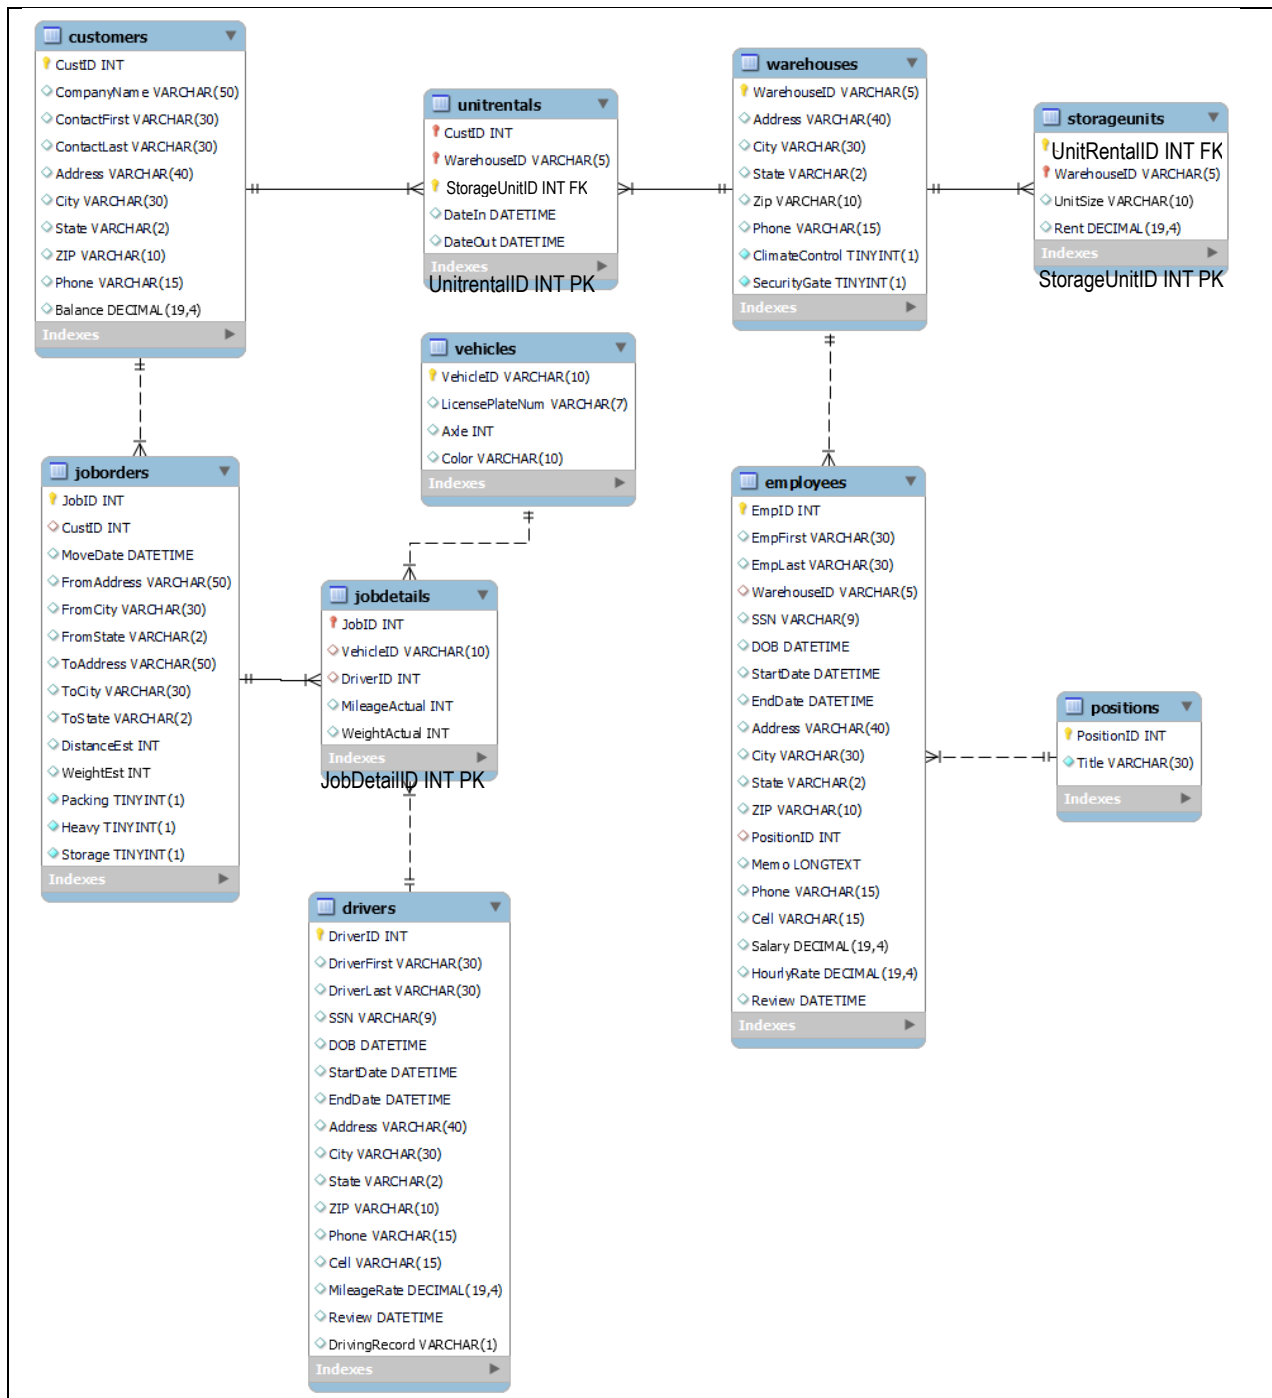 customers
CustID INT
CompanyName VARCHAR(50)
ContactFirst VARCHAR(30)
ContactLast VARCHAR(30)
Address VARCHAR(40)
City VARCHAR(30)
State VARCHAR(2)
ZIP VARCHAR(10)
Phone VARCHAR(15)
Balance DECIMAL(19,4)
Indexes
unitrentals
CustID INT
WarehouseID VARCHAR(5)
StorageUnitID INT FK
DateIn DATETIME
DateOut DATETIME
Indexes
UnitrentalID INT PK
warehouses
WarehouseID VARCHAR(5)
Address VARCHAR(40)
City VARCHAR(30)
State VARCHAR(2)
Zip VARCHAR(10)
Phone VARCHAR(15)
ClimateControl TINYINT(1)
SecurityGate TINYINT(1)
Indexes
storageunits
UnitRentalID INT FK
WarehouseID VARCHAR(5)
UnitSize VARCHAR(10)
Rent DECIMAL(19,4)
Indexes
StorageUnitID INT PK
vehicles
VehicleID VARCHAR(10)
LicensePlateNum VARCHAR(7)
Axle INT
Color VARCHAR(10)
Indexes
joborders
JobID INT
CustID INT
MoveDate DATETIME
FromAddress VARCHAR(50)
FromCity VARCHAR(30)
FromState VARCHAR(2)
ToAddress VARCHAR(50)
ToCity VARCHAR(30)
ToState VARCHAR(2)
DistanceEst INT
WeightEst INT
Packing TINYINT(1)
Heavy TINYINT(1)
Storage TINYINT(1)
Indexes
jobdetails
JobID INT
VehicleID VARCHAR(10)
DriverID INT
MileageActual INT
WeightActual INT
Indexes
JobDetailID INT PK
employees
EmpID INT
EmpFirst VARCHAR(30)
EmpLast VARCHAR(30)
WarehouseID VARCHAR(5)
SSN VARCHAR(9)
DOB DATETIME
StartDate DATETIME
EndDate DATETIME
Address VARCHAR(40)
City VARCHAR(30)
State VARCHAR(2)
ZIP VARCHAR(10)
PositionID INT
Memo LONGTEXT
Phone VARCHAR(15)
Cell VARCHAR(15)
Salary DECIMAL(19,4)
HourlyRate DECIMAL(19,4)
Review DATETIME
Indexes
positions
PositionID INT
Title VARCHAR(30)
Indexes
drivers
DriverID INT
DriverFirst VARCHAR(30)
DriverLast VARCHAR(30)
SSN VARCHAR(9)
DOB DATETIME
StartDate DATETIME
EndDate DATETIME
Address VARCHAR(40)
City VARCHAR(30)
State VARCHAR(2)
ZIP VARCHAR(10)
Phone VARCHAR(15)
Cell VARCHAR(15)
MileageRate DECIMAL(19,4)
Review DATETIME
DrivingRecord VARCHAR(1)
Indexes